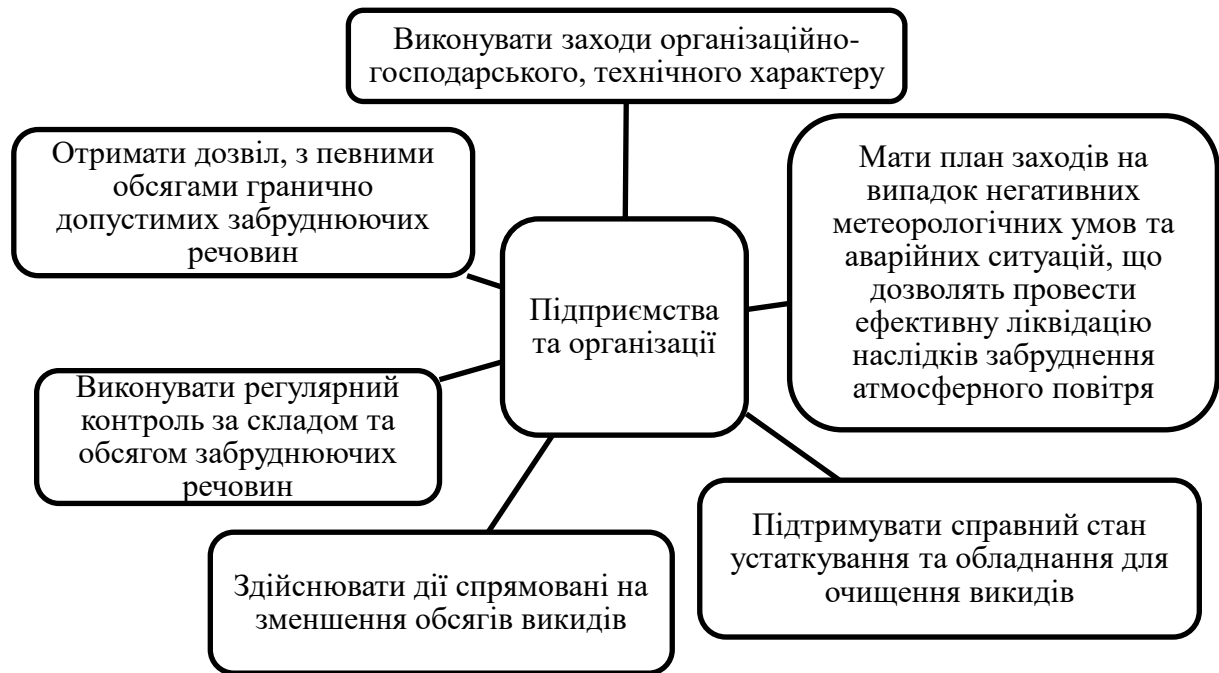 Виконувати заходи організаційно-
господарського, технічного характеру
Отримати дозвіл, з певними
обсягами гранично
допустимих забруднюючих
речовин
Мати план заходів на
випадок негативних
метеорологічних умов та
аварійних ситуацій, що
дозволять провести
ефективну ліквідацію
наслідків забруднення
атмосферного повітря
Підприємства
та організації
Виконувати регулярний
контроль за складом та
обсягом забруднюючих
речовин
Підтримувати справний стан
устаткування та обладнання для
очищення викидів
Здійснювати дії спрямовані на
зменшення обсягів викидів